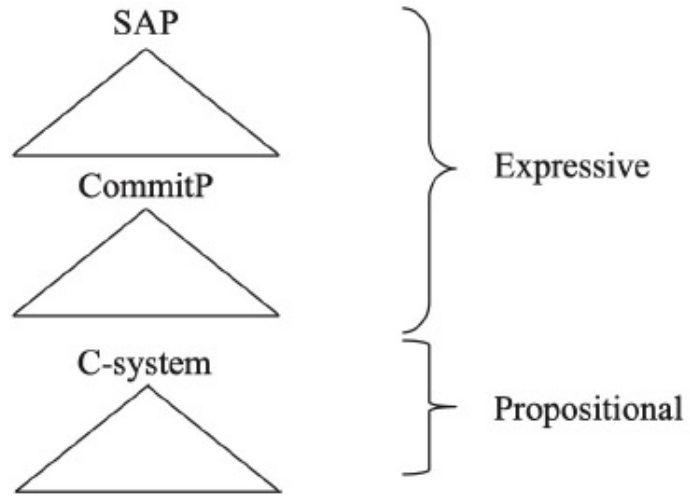 SAP
Expressive
CommitP
C-system
Propositional